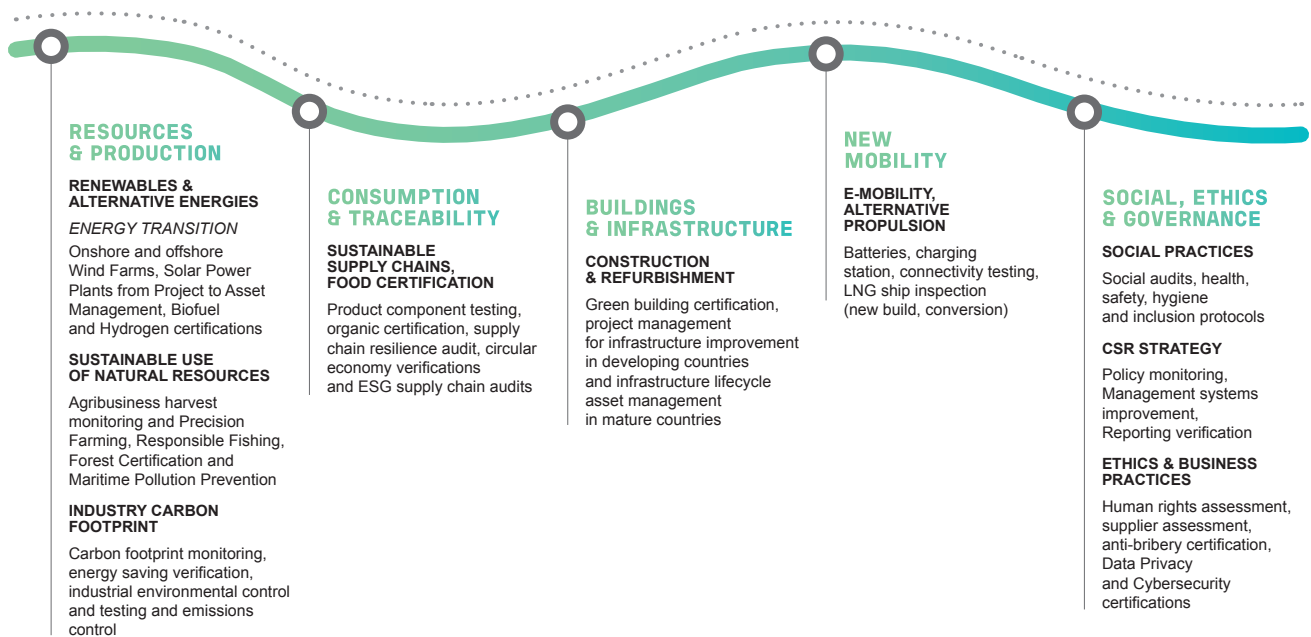 RESOURCES
& PRODUCTION
RENEWABLES &
ALTERNATIVE ENERGIES
ENERGY TRANSITION
Onshore and offshore
Wind Farms, Solar Power
Plants from Project to Asset
Management, Biofuel
and Hydrogen certifications
SUSTAINABLE USE
OF NATURAL RESOURCES
Agribusiness harvest
monitoring and Precision
Farming, Responsible Fishing,
Forest Certification and
Maritime Pollution Prevention
INDUSTRY CARBON
FOOTPRINT
Carbon footprint monitoring,
energy saving verification,
industrial environmental control
and testing and emissions
control
CONSUMPTION
& TRACEABILITY
SUSTAINABLE
SUPPLY CHAINS,
FOOD CERTIFICATION
Product component testing,
organic certification, supply
chain resilience audit, circular
economy verifications
and ESG supply chain audits
BUILDINGS
& INFRASTRUCTURE
CONSTRUCTION
& REFURBISHMENT
Green building certification,
project management
for infrastructure improvement
in developing countries
and infrastructure lifecycle
asset management
in mature countries
NEW
MOBILITY
E-MOBILITY,
ALTERNATIVE
PROPULSION
Batteries, charging
station, connectivity testing,
LNG ship inspection
(new build, conversion)
SOCIAL, ETHICS
& GOVERNANCE
SOCIAL PRACTICES
Social audits, health,
safety, hygiene
and inclusion protocols
CSR STRATEGY
Policy monitoring,
Management systems
improvement,
Reporting verification
ETHICS & BUSINESS
PRACTICES
Human rights assessment,
supplier assessment,
anti-bribery certification,
Data Privacy
and Cybersecurity
certifications